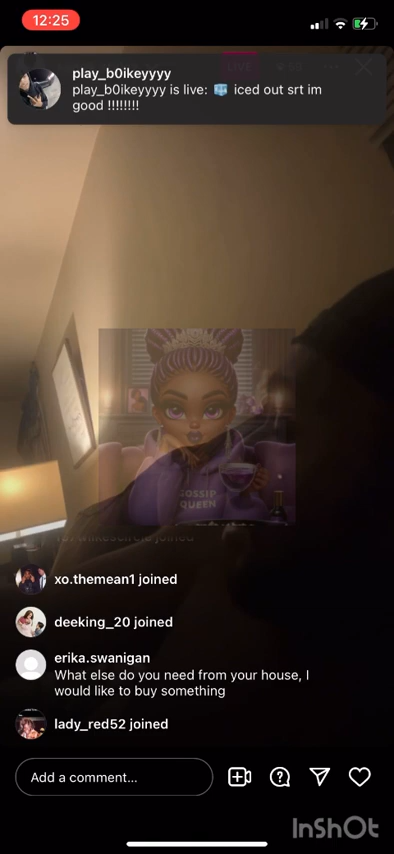 12:25
LIVE
play_b0ikeyyyy
play_b0ikeyyyy is live: 🧊 iced out srt im
good !!!!!!!!
GOSSIP
QUEEN
joined
xo.themean1 joined
deeking_20 joined
erika.swanigan
What else do you need from your house, I
would like to buy something
lady_red52 joined
Add a comment...
InShOt